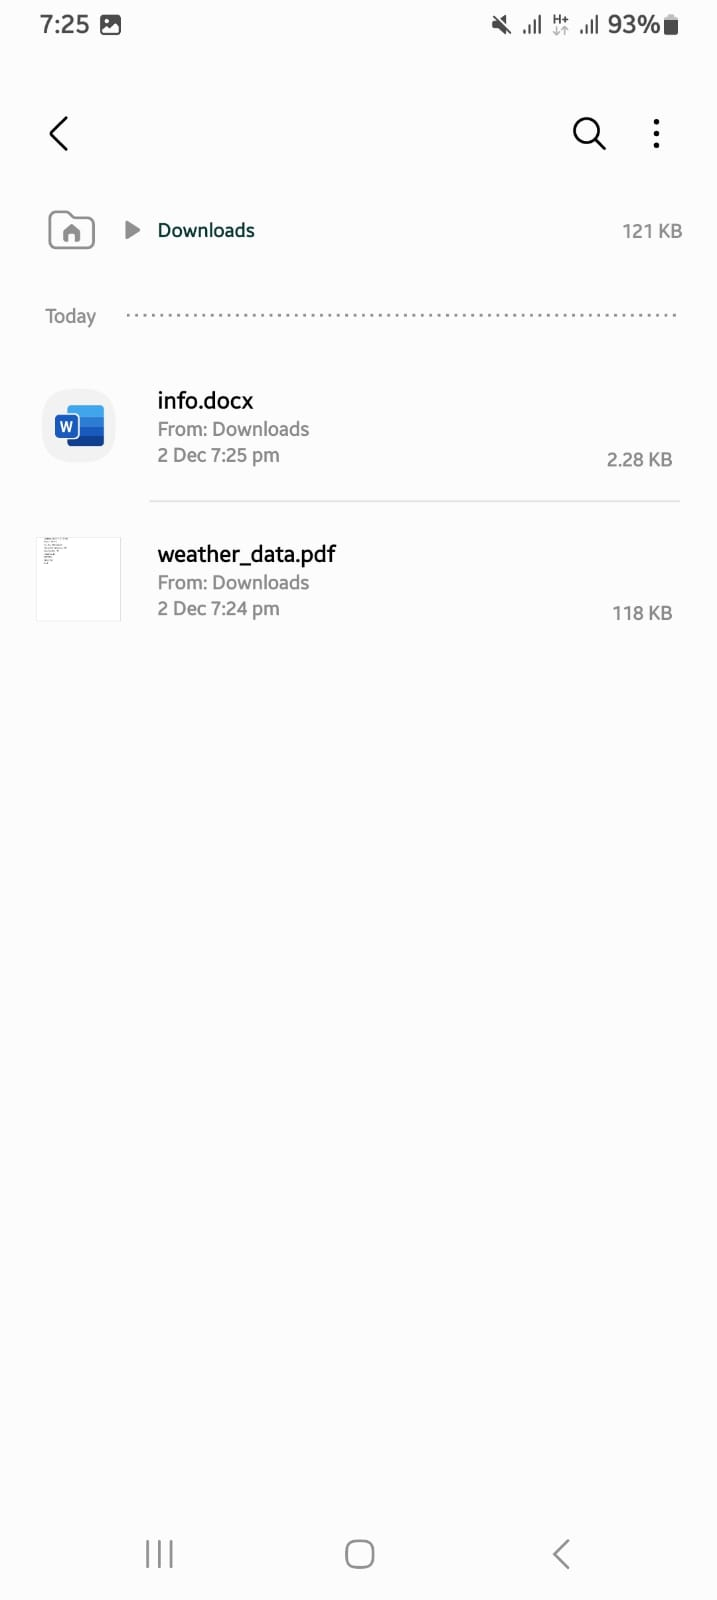 7:25 H+ 93%
Downloads 121 KB
Today
W
info.docx
From: Downloads
2 Dec 7:25 pm 2.28 KB
weather_data.pdf
From: Downloads
2 Dec 7:24 pm 118 KB